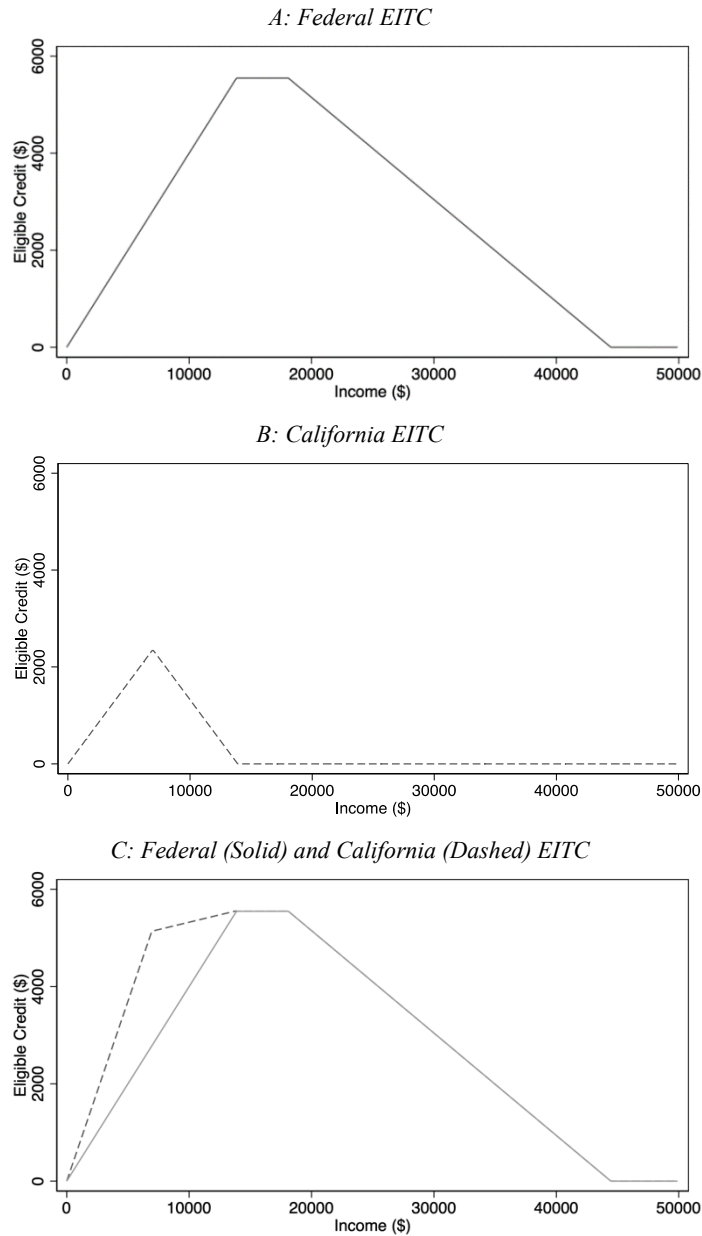 A: Federal EITC
Eligible Credit ($)
6000
4000
2000
0
0 10000 20000 30000 40000 50000
Income ($)
B: California EITC
Eligible Credit ($)
6000
4000
2000
0
0 10000 20000 30000 40000 50000
Income ($)
C: Federal (Solid) and California (Dashed) EITC
Eligible Credit ($)
6000
4000
2000
0
0 10000 20000 30000 40000 50000
Income ($)